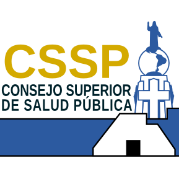 CSSP
CONSEJO SUPERIOR
DE SALUD PÚBLICA